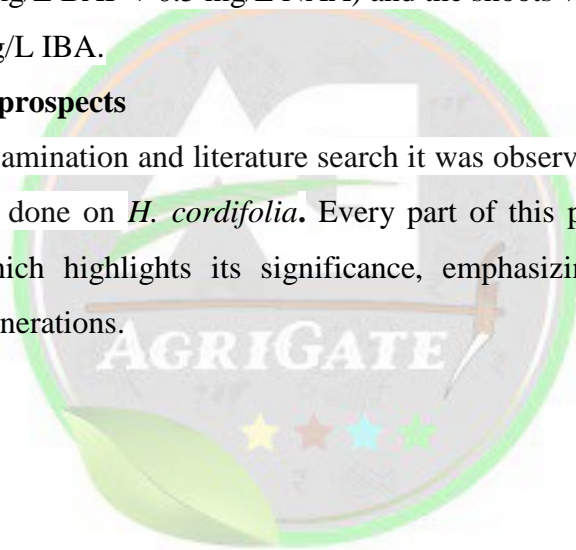 mg/L BAP + 0.5 mg/L NAA) and the shoots
g/L IBA.
prospects
amination and literature search it was observ
done on H. cordifolia. Every part of this p
hich highlights its significance, emphasizin
nerations.
AGRIGATE